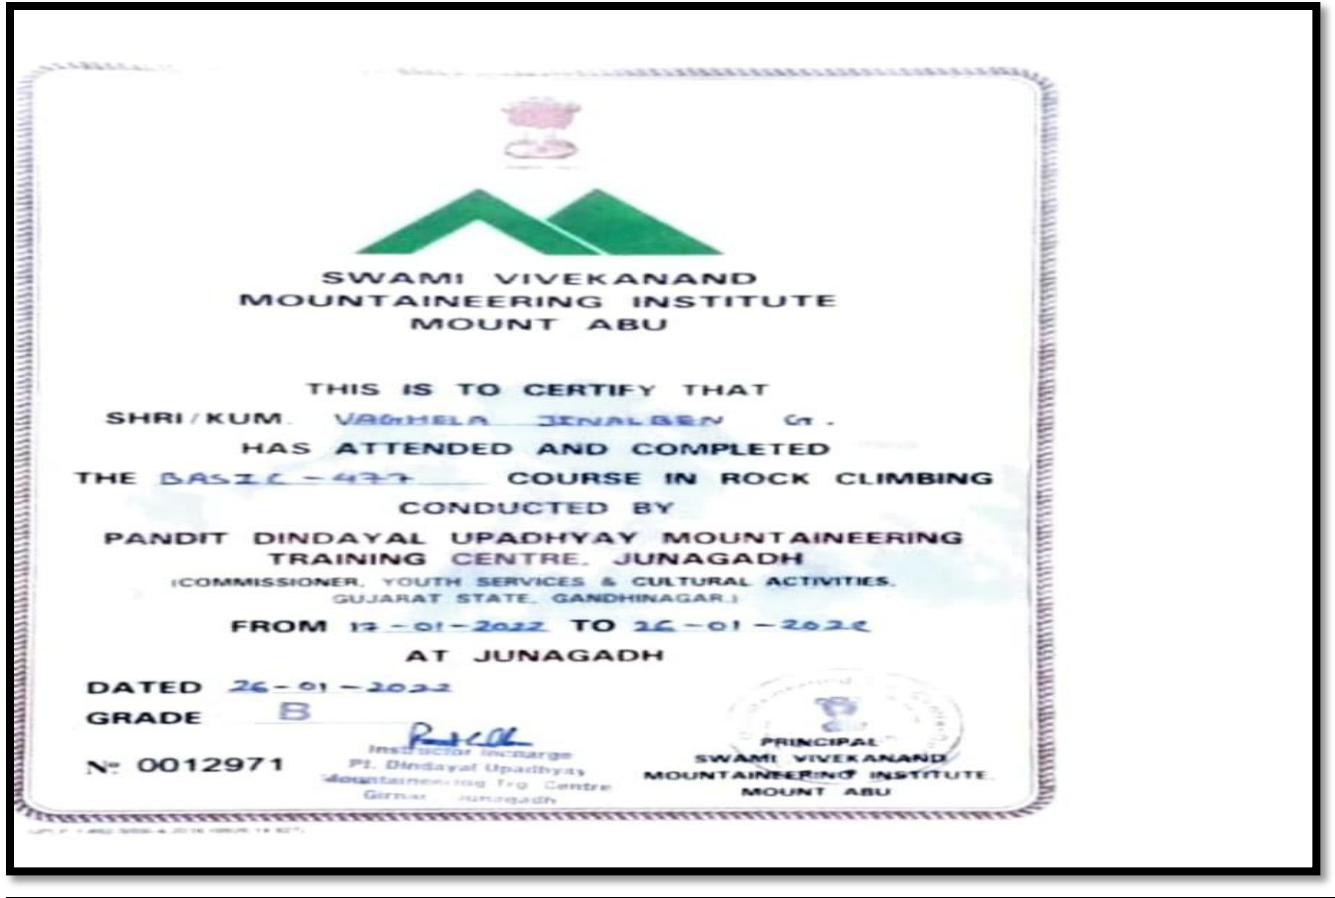 SWAMI VIVEKANAND
MOUNTAINEERING INSTITUTE
MOUNT ABU
THIS IS TO CERTIFY THAT
SHRI/KUM. VAGHELA JINALBEN G.
HAS ATTENDED AND COMPLETED
THE BASIC-477 COURSE IN ROCK CLIMBING
CONDUCTED BY
PANDIT DINDAYAL UPADHYAY MOUNTAINEERING
TRAINING CENTRE, JUNAGADH
(COMMISSIONER, YOUTH SERVICES & CULTURAL ACTIVITIES,
GUJARAT STATE, GANDHINAGAR.)
FROM 17-01-2022 TO 26-01-2022
AT JUNAGADH
DATED 26-01-2022
GRADE B
Nº 0012971
Instructor Incharge
Pt. Dindayal Upadhyay
Mountaineering Trg Centre
Girnar Junagadh
PRINCIPAL
SWAMI VIVEKANAND
MOUNTAINEERING INSTITUTE,
MOUNT ABU